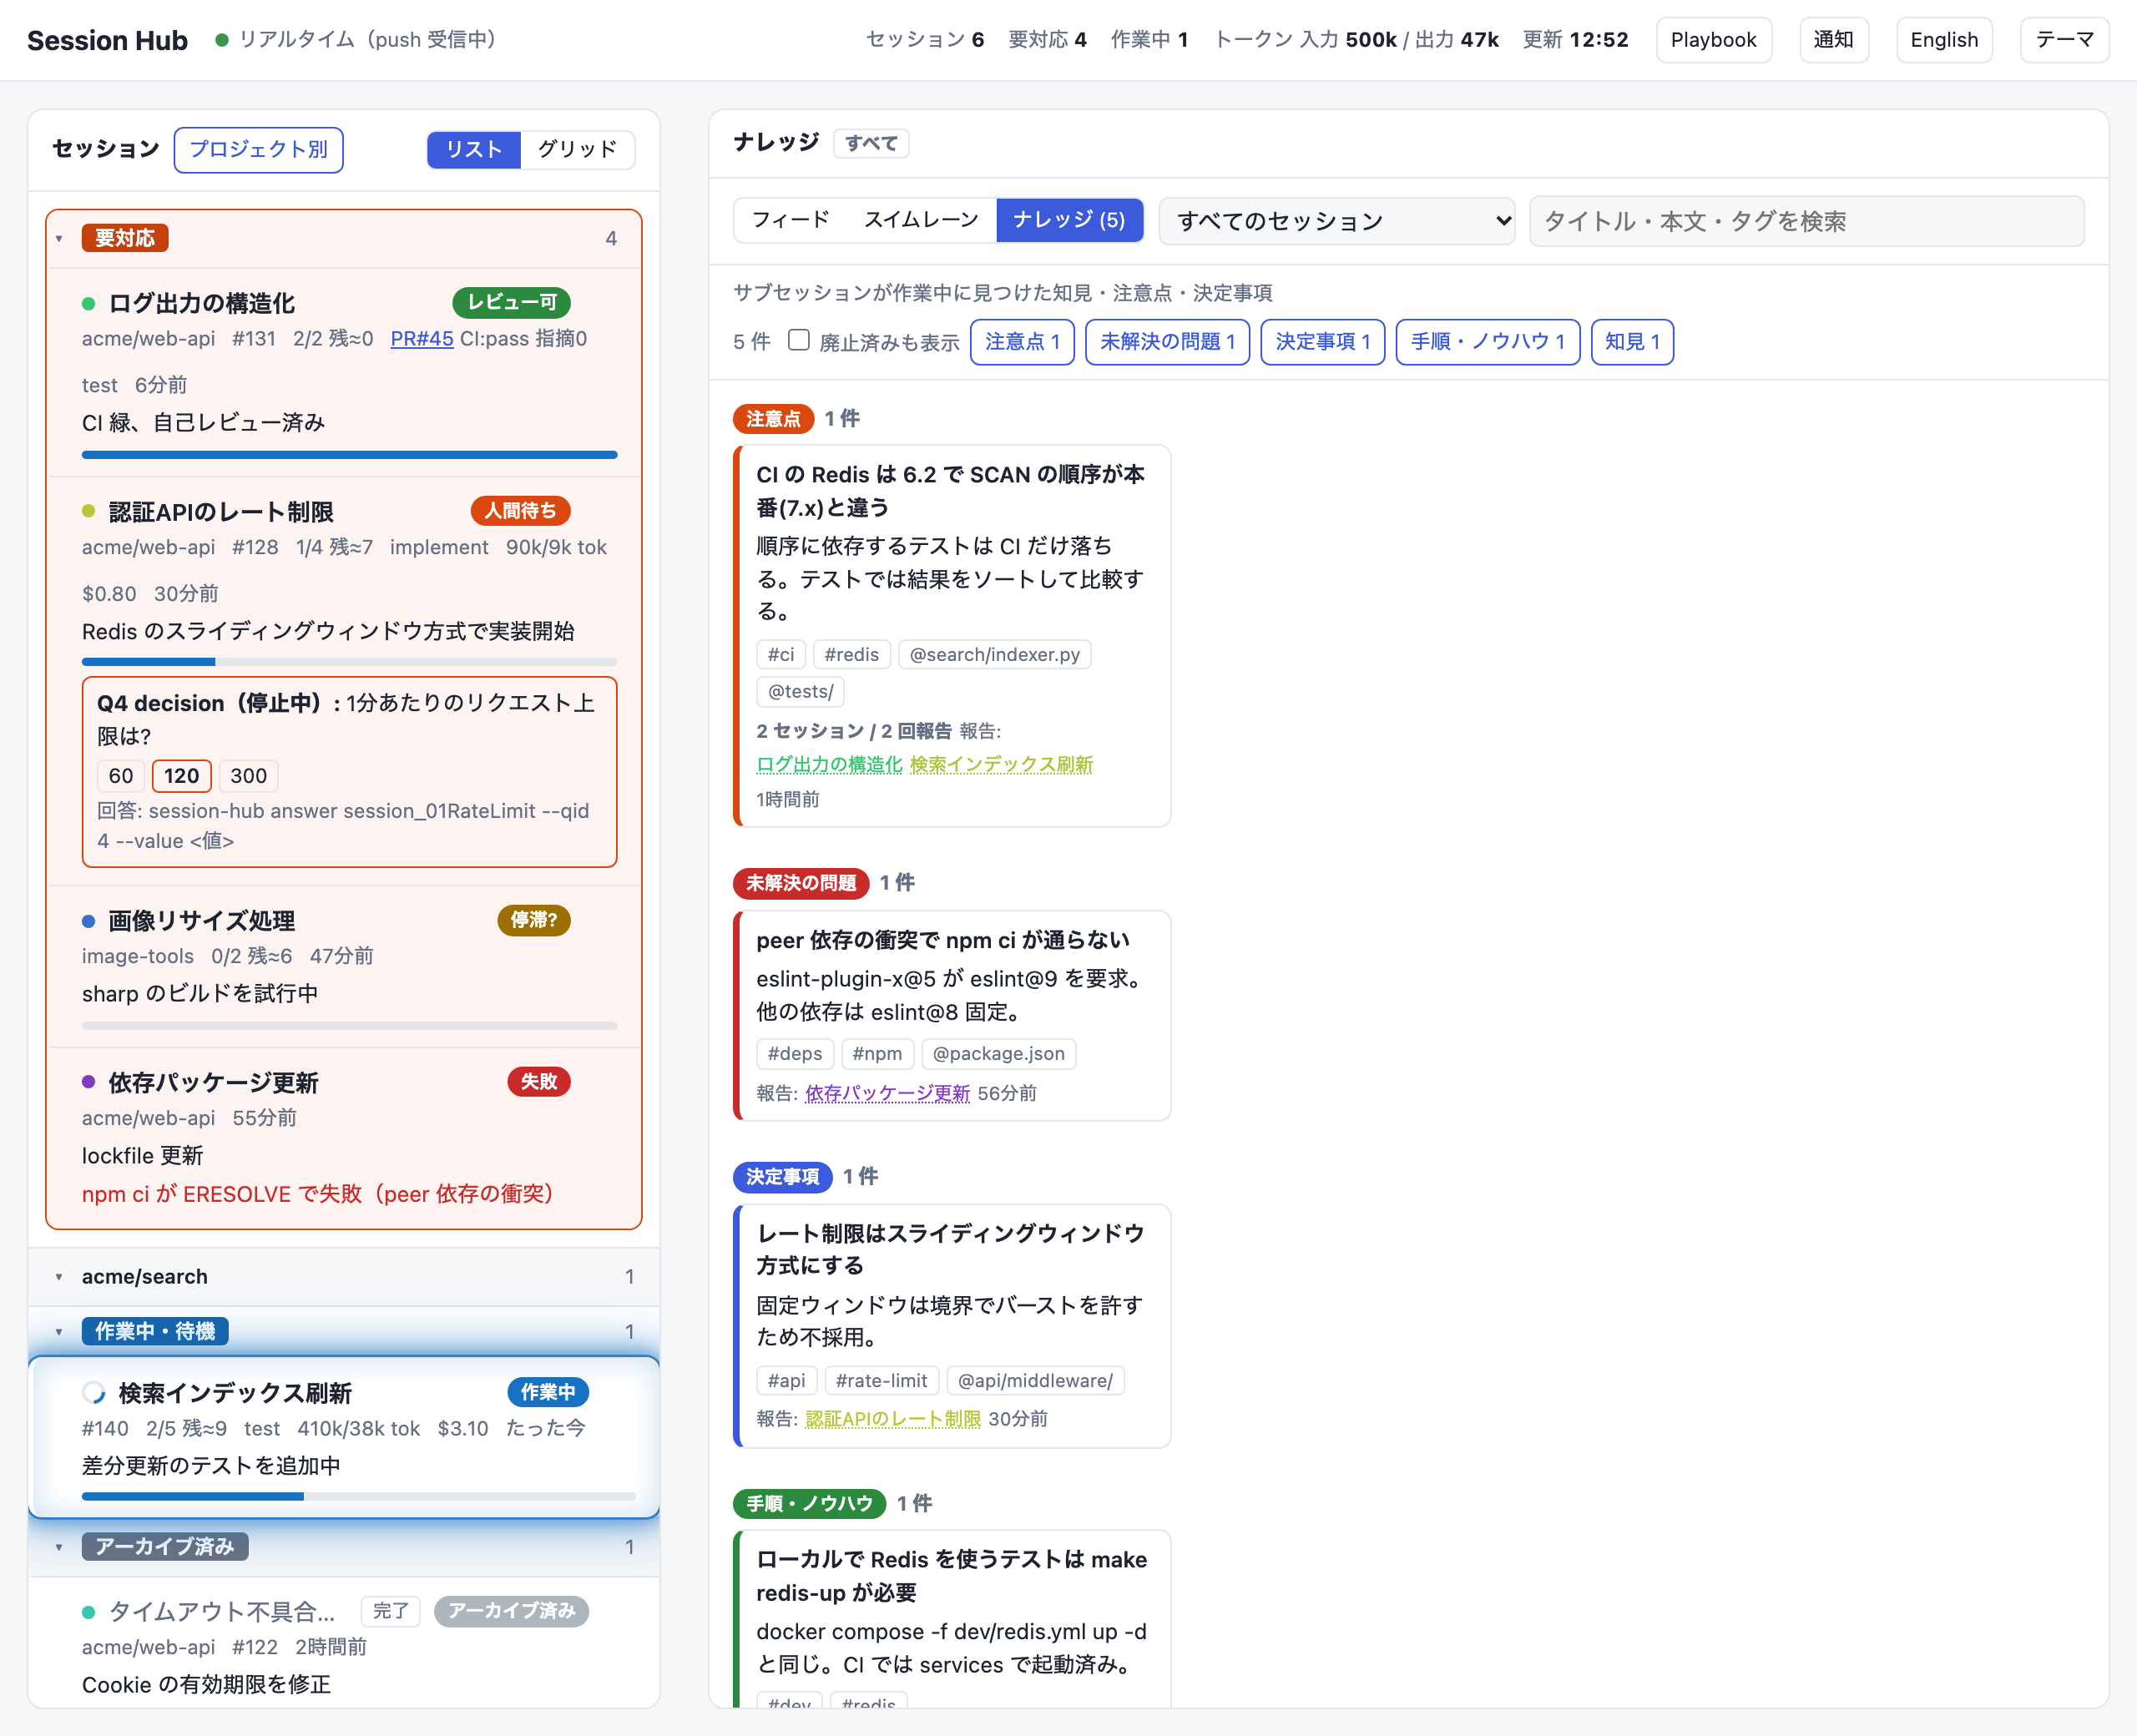 Session Hub
リアルタイム（push 受信中）
セッション 6 要対応 4 作業中 1 トークン 入力 500k / 出力 47k 更新 12:52
Playbook
通知
English
テーマ
セッション
プロジェクト別
リスト
グリッド
要対応
4
ログ出力の構造化
レビュー可
acme/web-api #131 2/2 残≈0 PR#45 CI:pass 指摘0
test 6分前
CI 緑、自己レビュー済み
認証APIのレート制限
人間待ち
acme/web-api #128 1/4 残≈7 implement 90k/9k tok
$0.80 30分前
Redis のスライディングウィンドウ方式で実装開始
Q4 decision（停止中）: 1分あたりのリクエスト上
限は?
60 120 300
回答: session-hub answer session_01RateLimit --qid
4 --value <値>
画像リサイズ処理
停滞?
image-tools 0/2 残≈6 47分前
sharp のビルドを試行中
依存パッケージ更新
失敗
acme/web-api 55分前
lockfile 更新
npm ci が ERESOLVE で失敗（peer 依存の衝突）
acme/search
1
作業中・待機
1
検索インデックス刷新
作業中
#140 2/5 残≈9 test 410k/38k tok $3.10 たった今
差分更新のテストを追加中
アーカイブ済み
1
タイムアウト不具合...
完了
アーカイブ済み
acme/web-api #122 2時間前
Cookie の有効期限を修正
ナレッジ
すべて
フィード
スイムレーン
ナレッジ (5)
すべてのセッション
タイトル・本文・タグを検索
サブセッションが作業中に見つけた知見・注意点・決定事項
5 件
廃止済みも表示
注意点 1
未解決の問題 1
決定事項 1
手順・ノウハウ 1
知見 1
注意点 1 件
CI の Redis は 6.2 で SCAN の順序が本
番(7.x)と違う
順序に依存するテストは CI だけ落ち
る。テストでは結果をソートして比較す
る。
#ci #redis @search/indexer.py
@tests/
2 セッション / 2 回報告 報告:
ログ出力の構造化 検索インデックス刷新
1時間前
未解決の問題 1 件
peer 依存の衝突で npm ci が通らない
eslint-plugin-x@5 が eslint@9 を要求。
他の依存は eslint@8 固定。
#deps #npm @package.json
報告: 依存パッケージ更新 56分前
決定事項 1 件
レート制限はスライディングウィンドウ
方式にする
固定ウィンドウは境界でバーストを許す
ため不採用。
#api #rate-limit @api/middleware/
報告: 認証APIのレート制限 30分前
手順・ノウハウ 1 件
ローカルで Redis を使うテストは make
redis-up が必要
docker compose -f dev/redis.yml up -d
と同じ。CI では services で起動済み。
#dev #redis